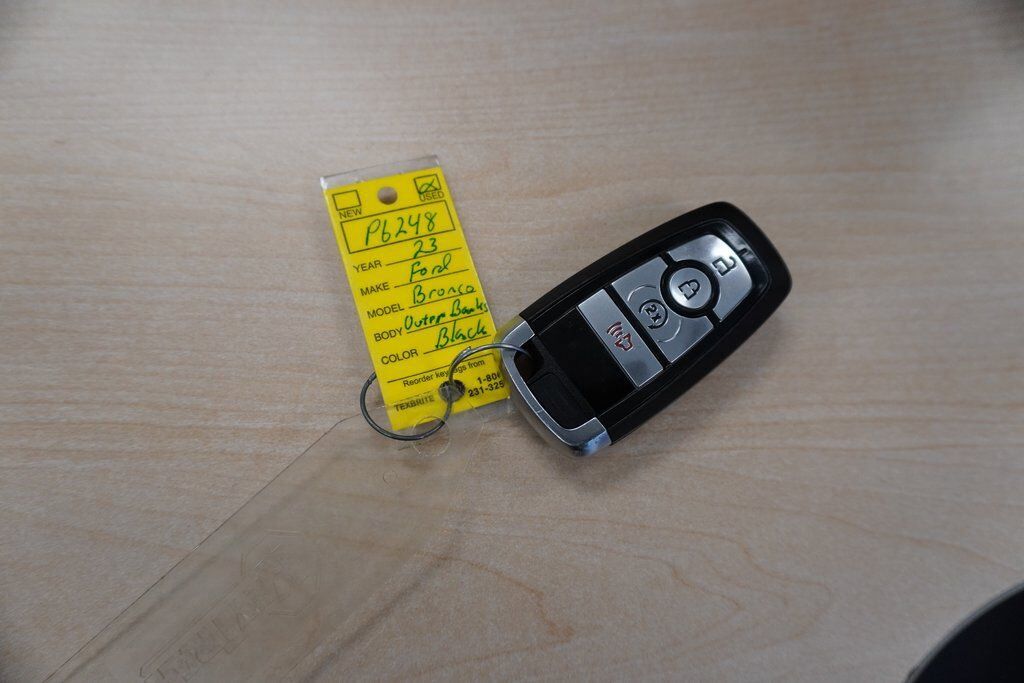 NEW USED
P6248
YEAR 23
MAKE Ford
MODEL Bronco
BODY Outer Banks
COLOR Black
Reorder key tags from
TEXBRITE 1-800
231-325
2x